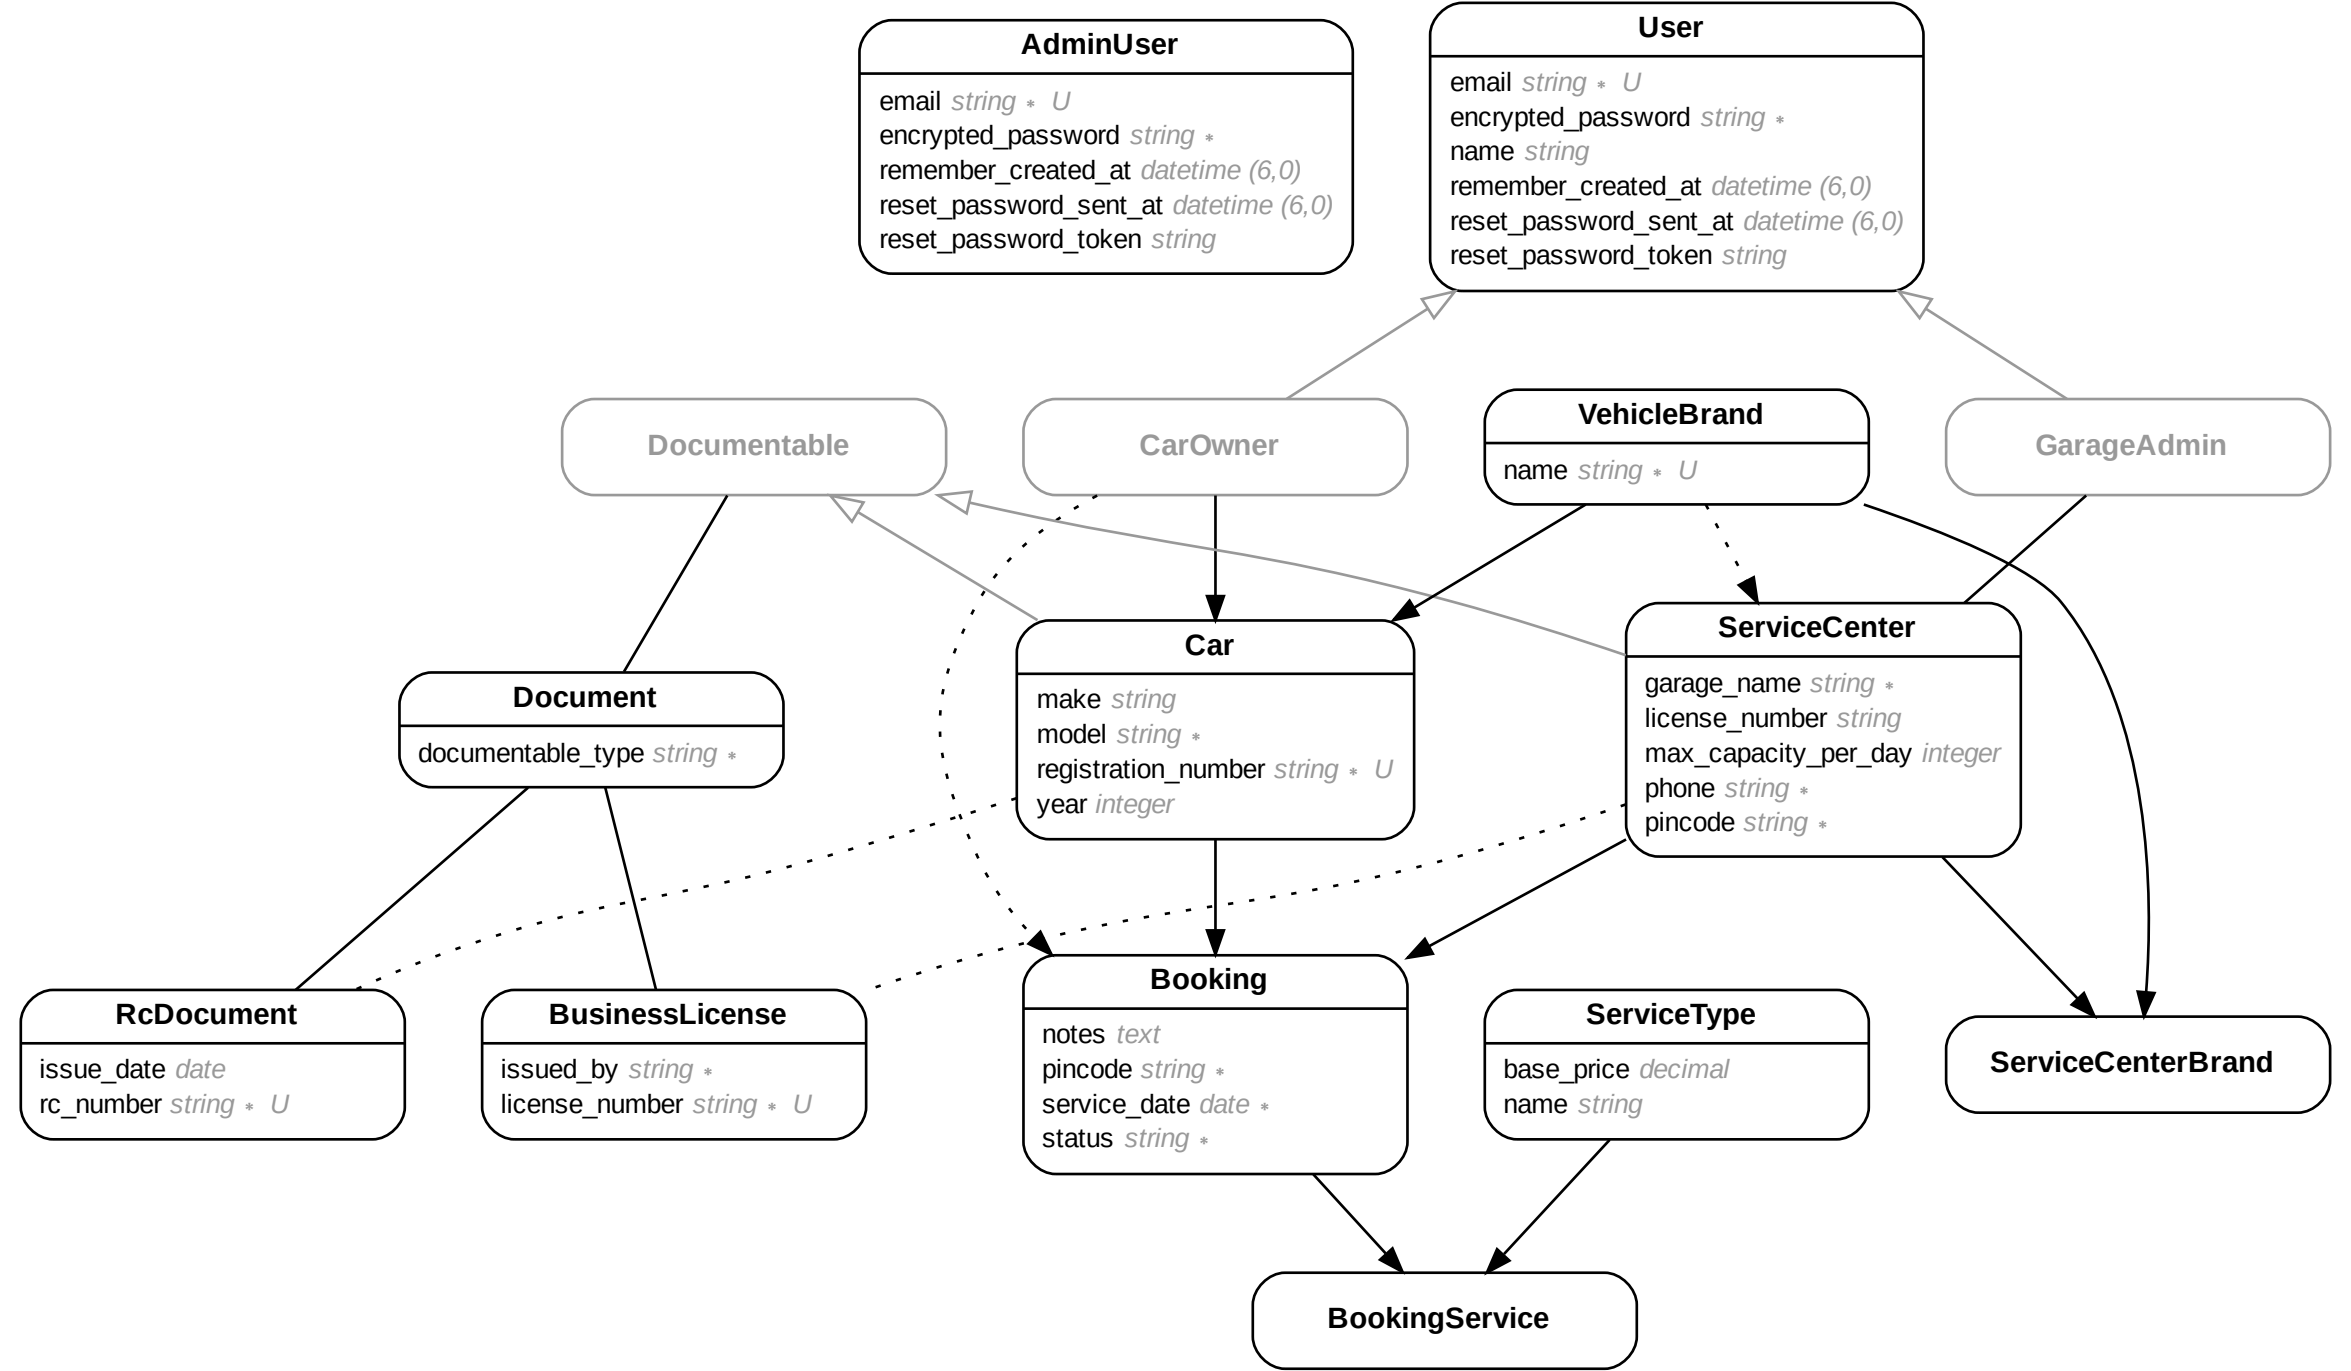 AdminUser
email string * U
encrypted_password string *
remember_created_at datetime (6,0)
reset_password_sent_at datetime (6,0)
reset_password_token string
User
email string * U
encrypted_password string *
name string
remember_created_at datetime (6,0)
reset_password_sent_at datetime (6,0)
reset_password_token string
Documentable
CarOwner
VehicleBrand
name string * U
GarageAdmin
Document
documentable_type string *
Car
make string
model string *
registration_number string * U
year integer
ServiceCenter
garage_name string *
license_number string
max_capacity_per_day integer
phone string *
pincode string *
RcDocument
issue_date date
rc_number string * U
BusinessLicense
issued_by string *
license_number string * U
Booking
notes text
pincode string *
service_date date *
status string *
ServiceType
base_price decimal
name string
ServiceCenterBrand
BookingService